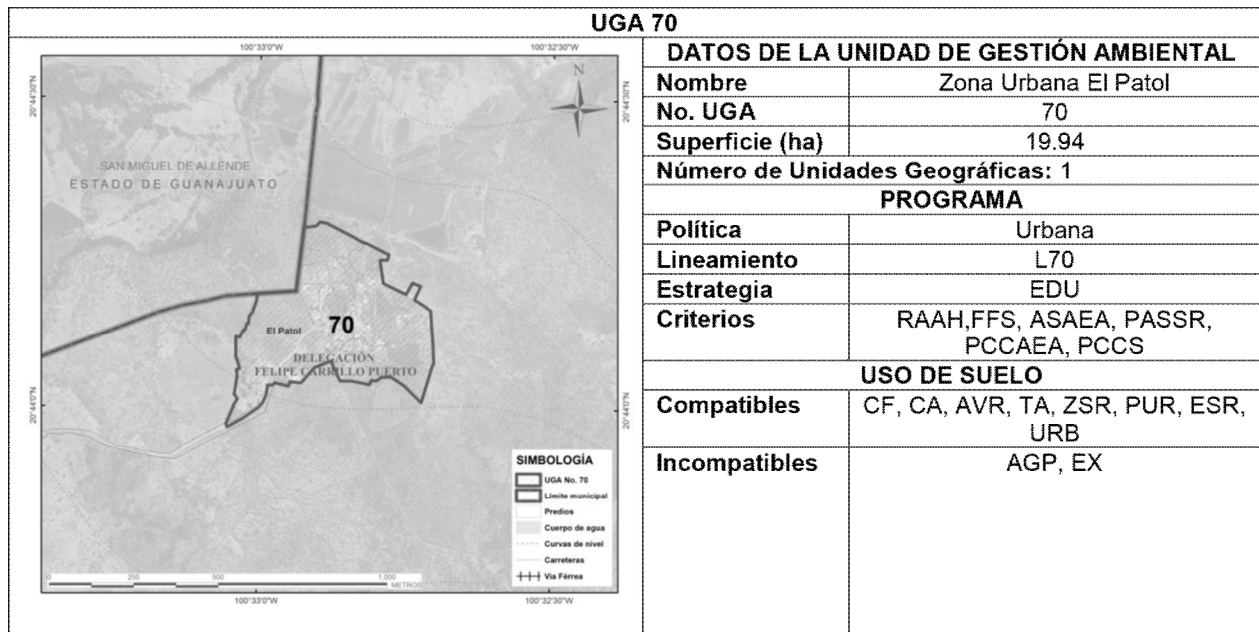 UGA 70
100°33'0"W
100°32'30"W
20°44'30"N
20°44'30"N
N
SAN MIGUEL DE ALLENDE
ESTADO DE GUANAJUATO
El Patol
70
DELEGACIÓN
FELIPE CARRILLO PUERTO
20°44'0"N
20°44'0"N
SIMBOLOGÍA
UGA No. 70
Límite municipal
Predios
Cuerpo de agua
Curvas de nivel
Carreteras
Vía Férrea
0 250 500 1,000
METROS
100°33'0"W
100°32'30"W
DATOS DE LA UNIDAD DE GESTIÓN AMBIENTAL
Nombre Zona Urbana El Patol
No. UGA 70
Superficie (ha) 19.94
Número de Unidades Geográficas: 1
PROGRAMA
Política Urbana
Lineamiento L70
Estrategia EDU
Criterios RAAH,FFS, ASAEA, PASSR,
PCCAEA, PCCS
USO DE SUELO
Compatibles CF, CA, AVR, TA, ZSR, PUR, ESR,
URB
Incompatibles AGP, EX